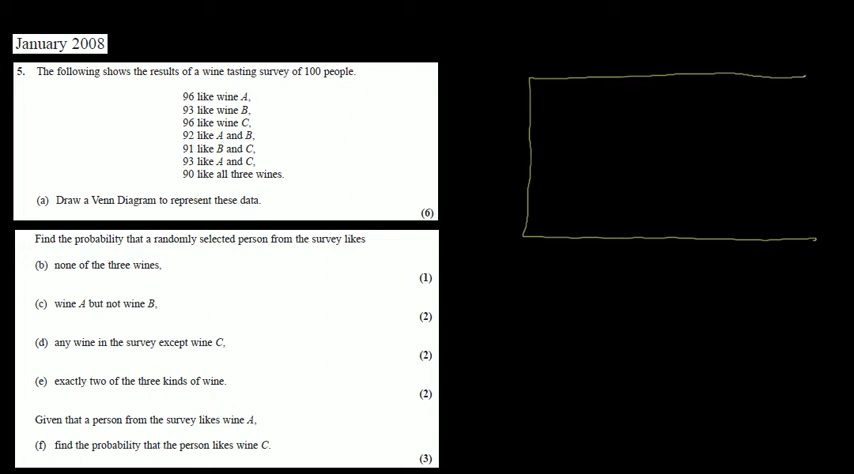 January 2008
5. The following shows the results of a wine tasting survey of 100 people.
96 like wine A,
93 like wine B,
96 like wine C,
92 like A and B,
91 like B and C,
93 like A and C,
90 like all three wines.
(a) Draw a Venn Diagram to represent these data.
(6)
Find the probability that a randomly selected person from the survey likes
(b) none of the three wines,
(1)
(c) wine A but not wine B,
(2)
(d) any wine in the survey except wine C,
(2)
(e) exactly two of the three kinds of wine.
(2)
Given that a person from the survey likes wine A,
(f) find the probability that the person likes wine C.
(3)